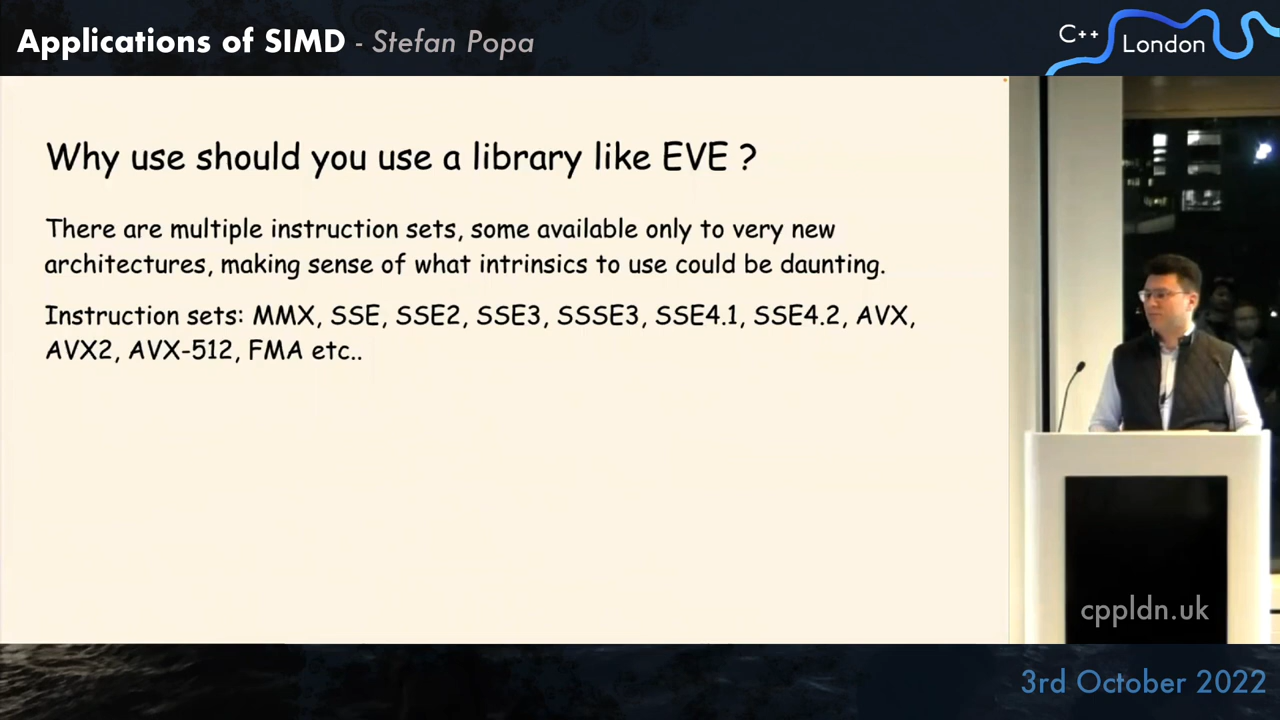 Applications of SIMD - Stefan Popa
C++
London
Why use should you use a library like EVE ?
There are multiple instruction sets, some available only to very new
architectures, making sense of what intrinsics to use could be daunting.
Instruction sets: MMX, SSE, SSE2, SSE3, SSSE3, SSE4.1, SSE4.2, AVX,
AVX2, AVX-512, FMA etc..
cppldn.uk
3rd October 2022